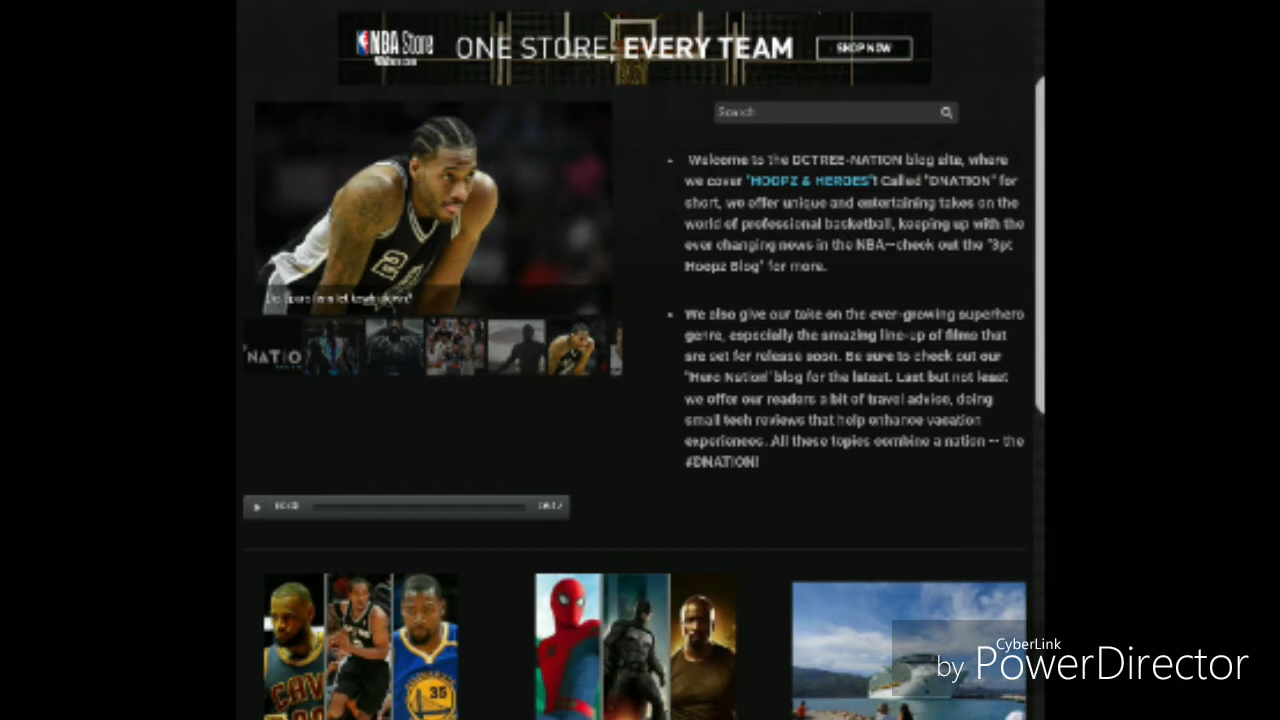 NBA Store
ONE STORE, EVERY TEAM
SHOP NOW
Search
Welcome to the DCTREE-NATION blog site, where
we cover "HOOPZ & HEROES"! Called "DNATION" for
short, we offer unique and entertaining takes on the
world of professional basketball, keeping up with the
ever changing news in the NBA--check out the "3pt
Hoopz Blog" for more.
We also give our take on the ever-growing superhero
genre, especially the amazing line-up of films that
are set for release soon. Be sure to check out our
"Hero Nation" blog for the latest. Last but not least
we offer our readers a bit of travel advice, doing
small tech reviews that help enhance vacation
experiences. All these topics combine a nation -- the
#DNATION!
2
'NATIO
00:00
CAV
35
CyberLink
by PowerDirector